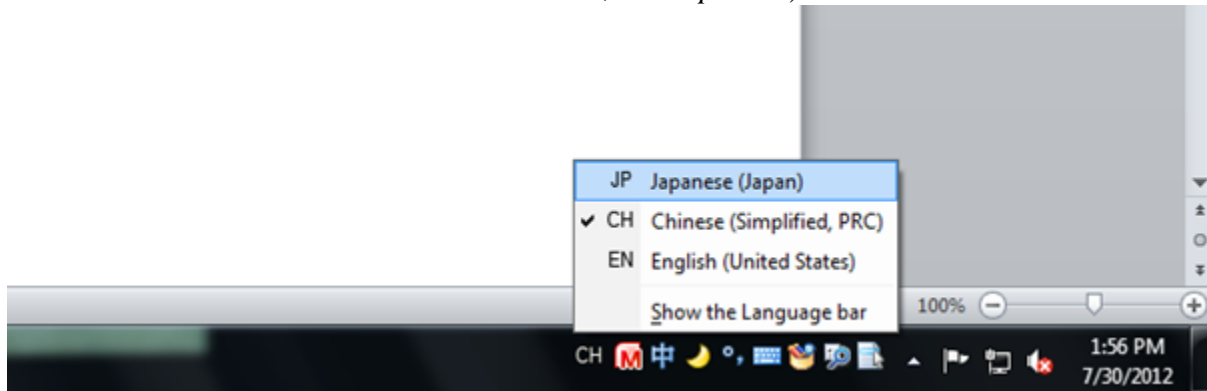 JP Japanese (Japan)
✔ CH Chinese (Simplified, PRC)
EN English (United States)
Show the Language bar
100%
CH M 中 °,
1:56 PM
7/30/2012